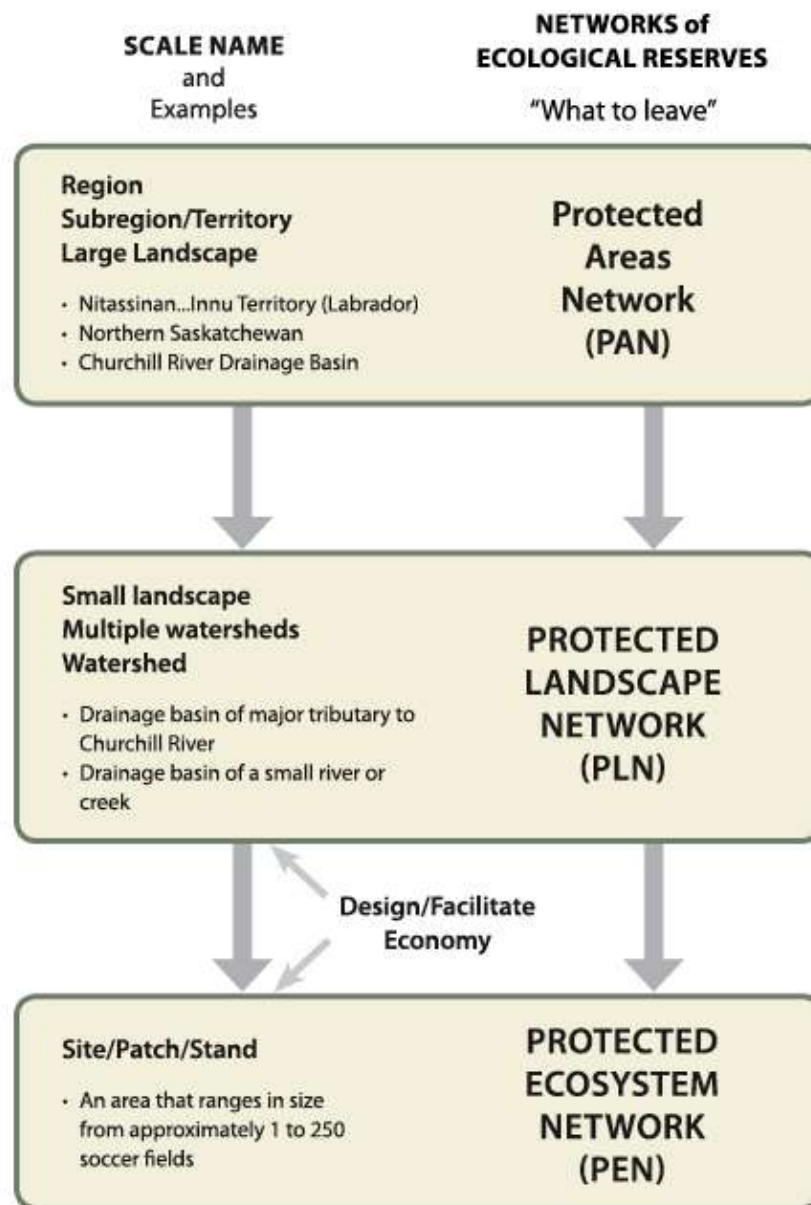 SCALE NAME
and
Examples
NETWORKS of
ECOLOGICAL RESERVES
“What to leave”
Region
Subregion/Territory
Large Landscape
• Nitassinan...Innu Territory (Labrador)
• Northern Saskatchewan
• Churchill River Drainage Basin
Protected
Areas
Network
(PAN)
Small landscape
Multiple watersheds
Watershed
• Drainage basin of major tributary to
Churchill River
• Drainage basin of a small river or
creek
PROTECTED
LANDSCAPE
NETWORK
(PLN)
Design/Facilitate
Economy
Site/Patch/Stand
• An area that ranges in size
from approximately 1 to 250
soccer fields
PROTECTED
ECOSYSTEM
NETWORK
(PEN)